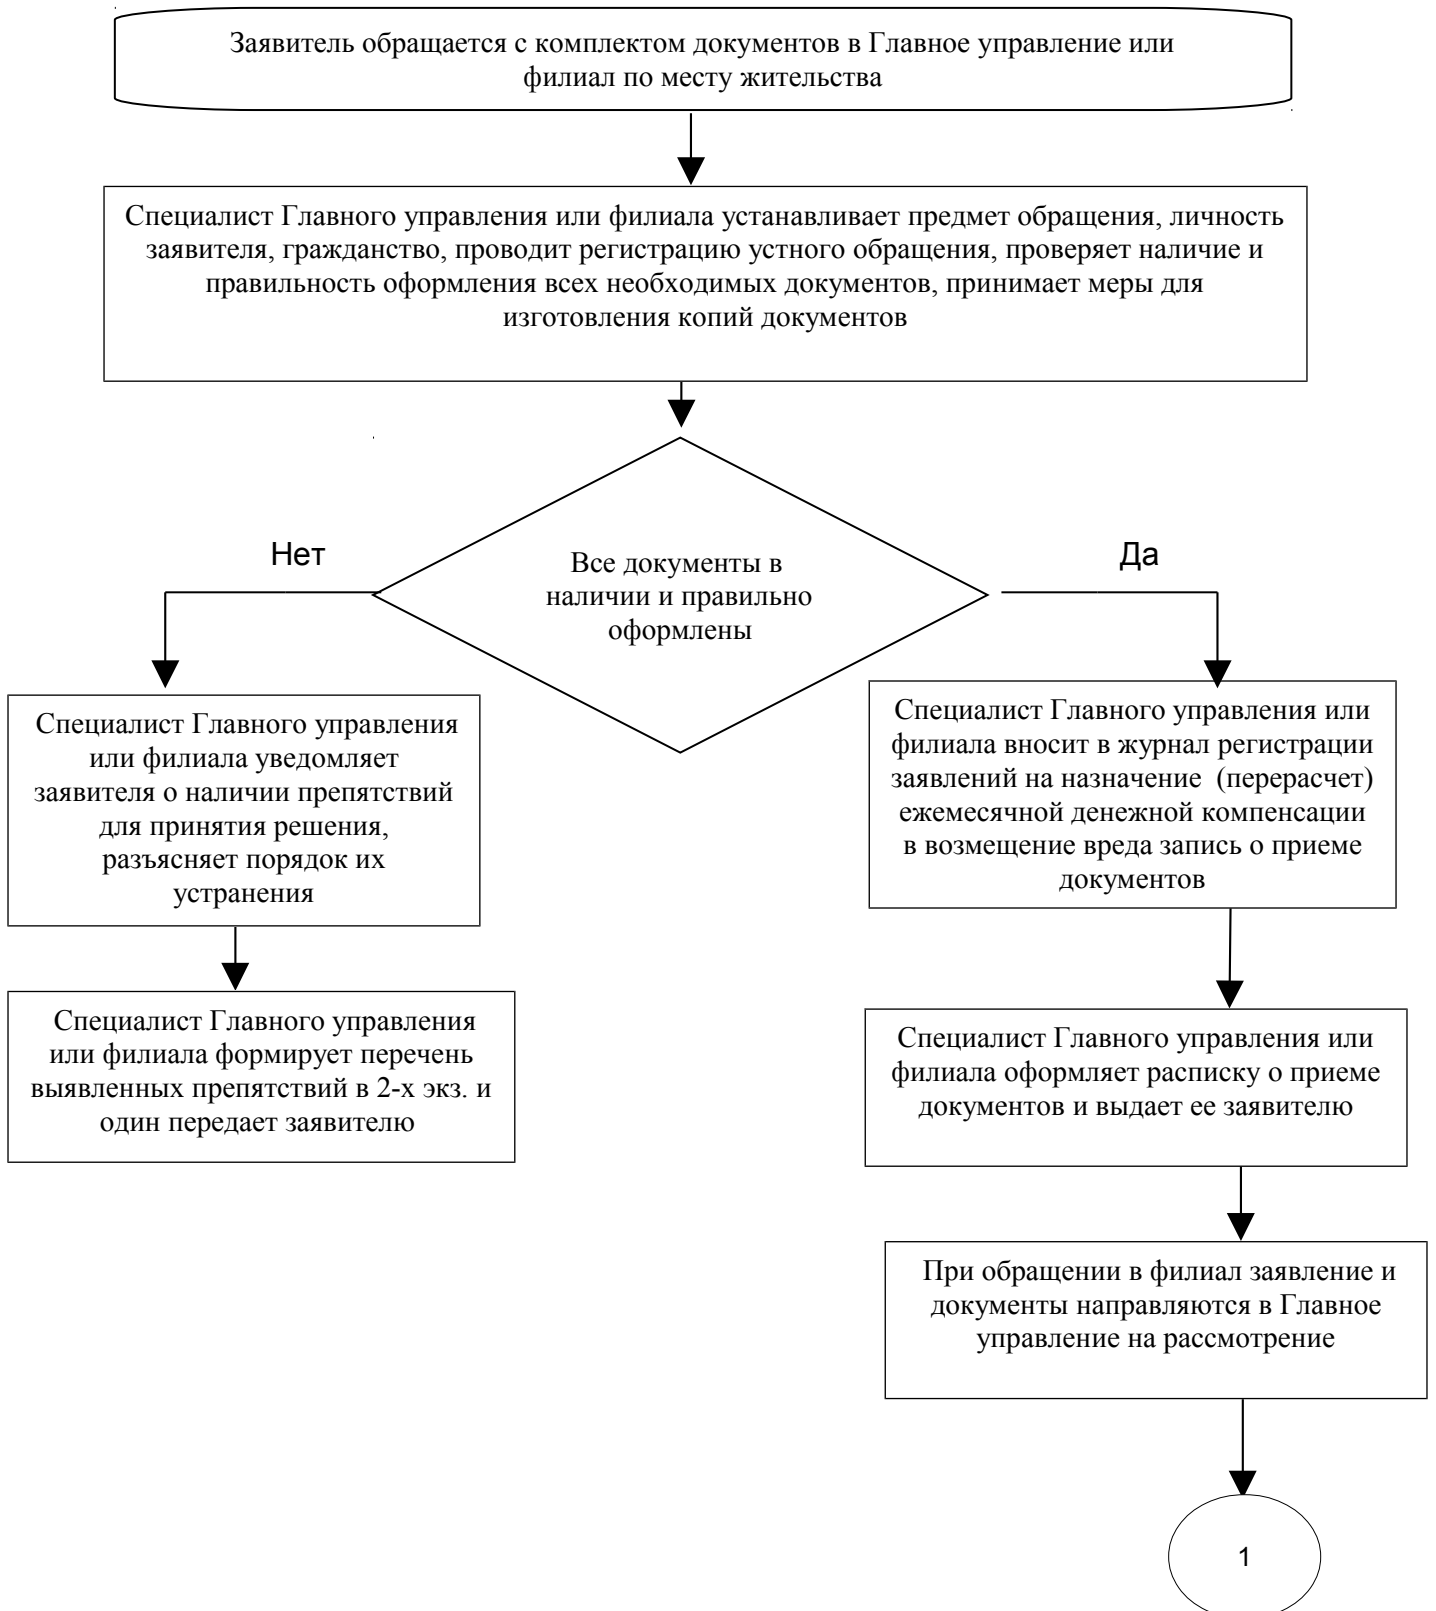 Заявитель обращается с комплектом документов в Главное управление или
филиал по месту жительства
Специалист Главного управления или филиала устанавливает предмет обращения, личность
заявителя, гражданство, проводит регистрацию устного обращения, проверяет наличие и
правильность оформления всех необходимых документов, принимает меры для
изготовления копий документов
Нет
Все документы в
наличии и правильно
оформлены
Да
Специалист Главного управления
или филиала уведомляет
заявителя о наличии препятствий
для принятия решения,
разъясняет порядок их
устранения
Специалист Главного управления или
филиала вносит в журнал регистрации
заявлений на назначение (перерасчет)
ежемесячной денежной компенсации
в возмещение вреда запись о приеме
документов
Специалист Главного управления
или филиала формирует перечень
выявленных препятствий в 2-х экз. и
один передает заявителю
Специалист Главного управления или
филиала оформляет расписку о приеме
документов и выдает ее заявителю
При обращении в филиал заявление и
документы направляются в Главное
управление на рассмотрение
1